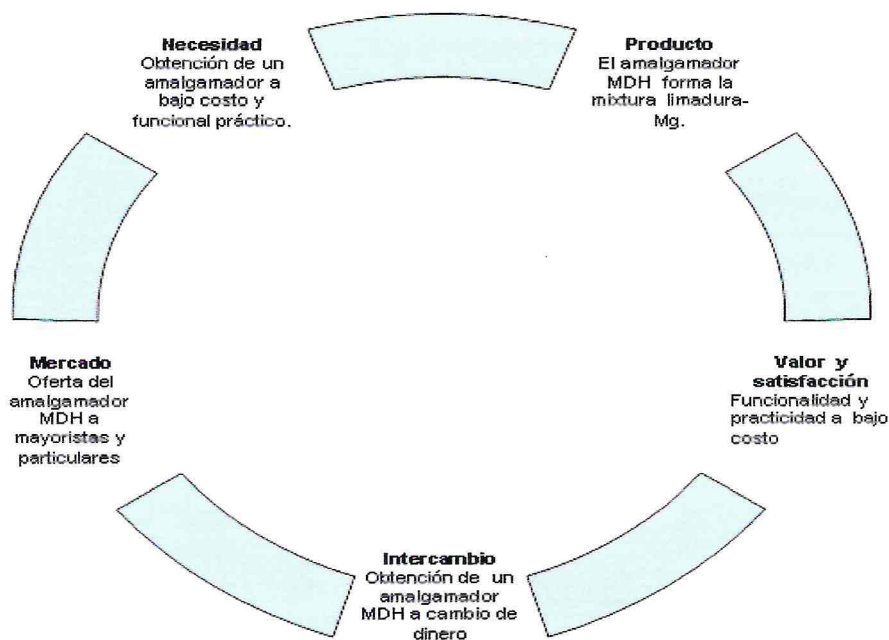 Necesidad
Obtención de un
amalgamador a
bajo costo y
funcional práctico.
Producto
El amalgamador
MDH forma la
mixtura limadura-
Mg.
Valor y
satisfacción
Funcionalidad y
practicidad a bajo
costo
Intercambio
Obtención de un
amalgamador
MDH a cambio de
dinero
Mercado
Oferta del
amalgamador
MDH a
mayoristas y
particulares